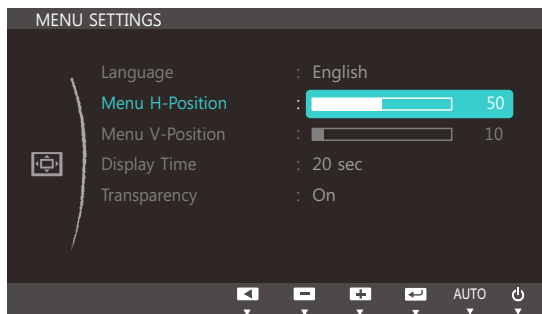 MENU SETTINGS
Language : English
Menu H-Position : 50
Menu V-Position : 10
Display Time : 20 sec
Transparency : On
AUTO